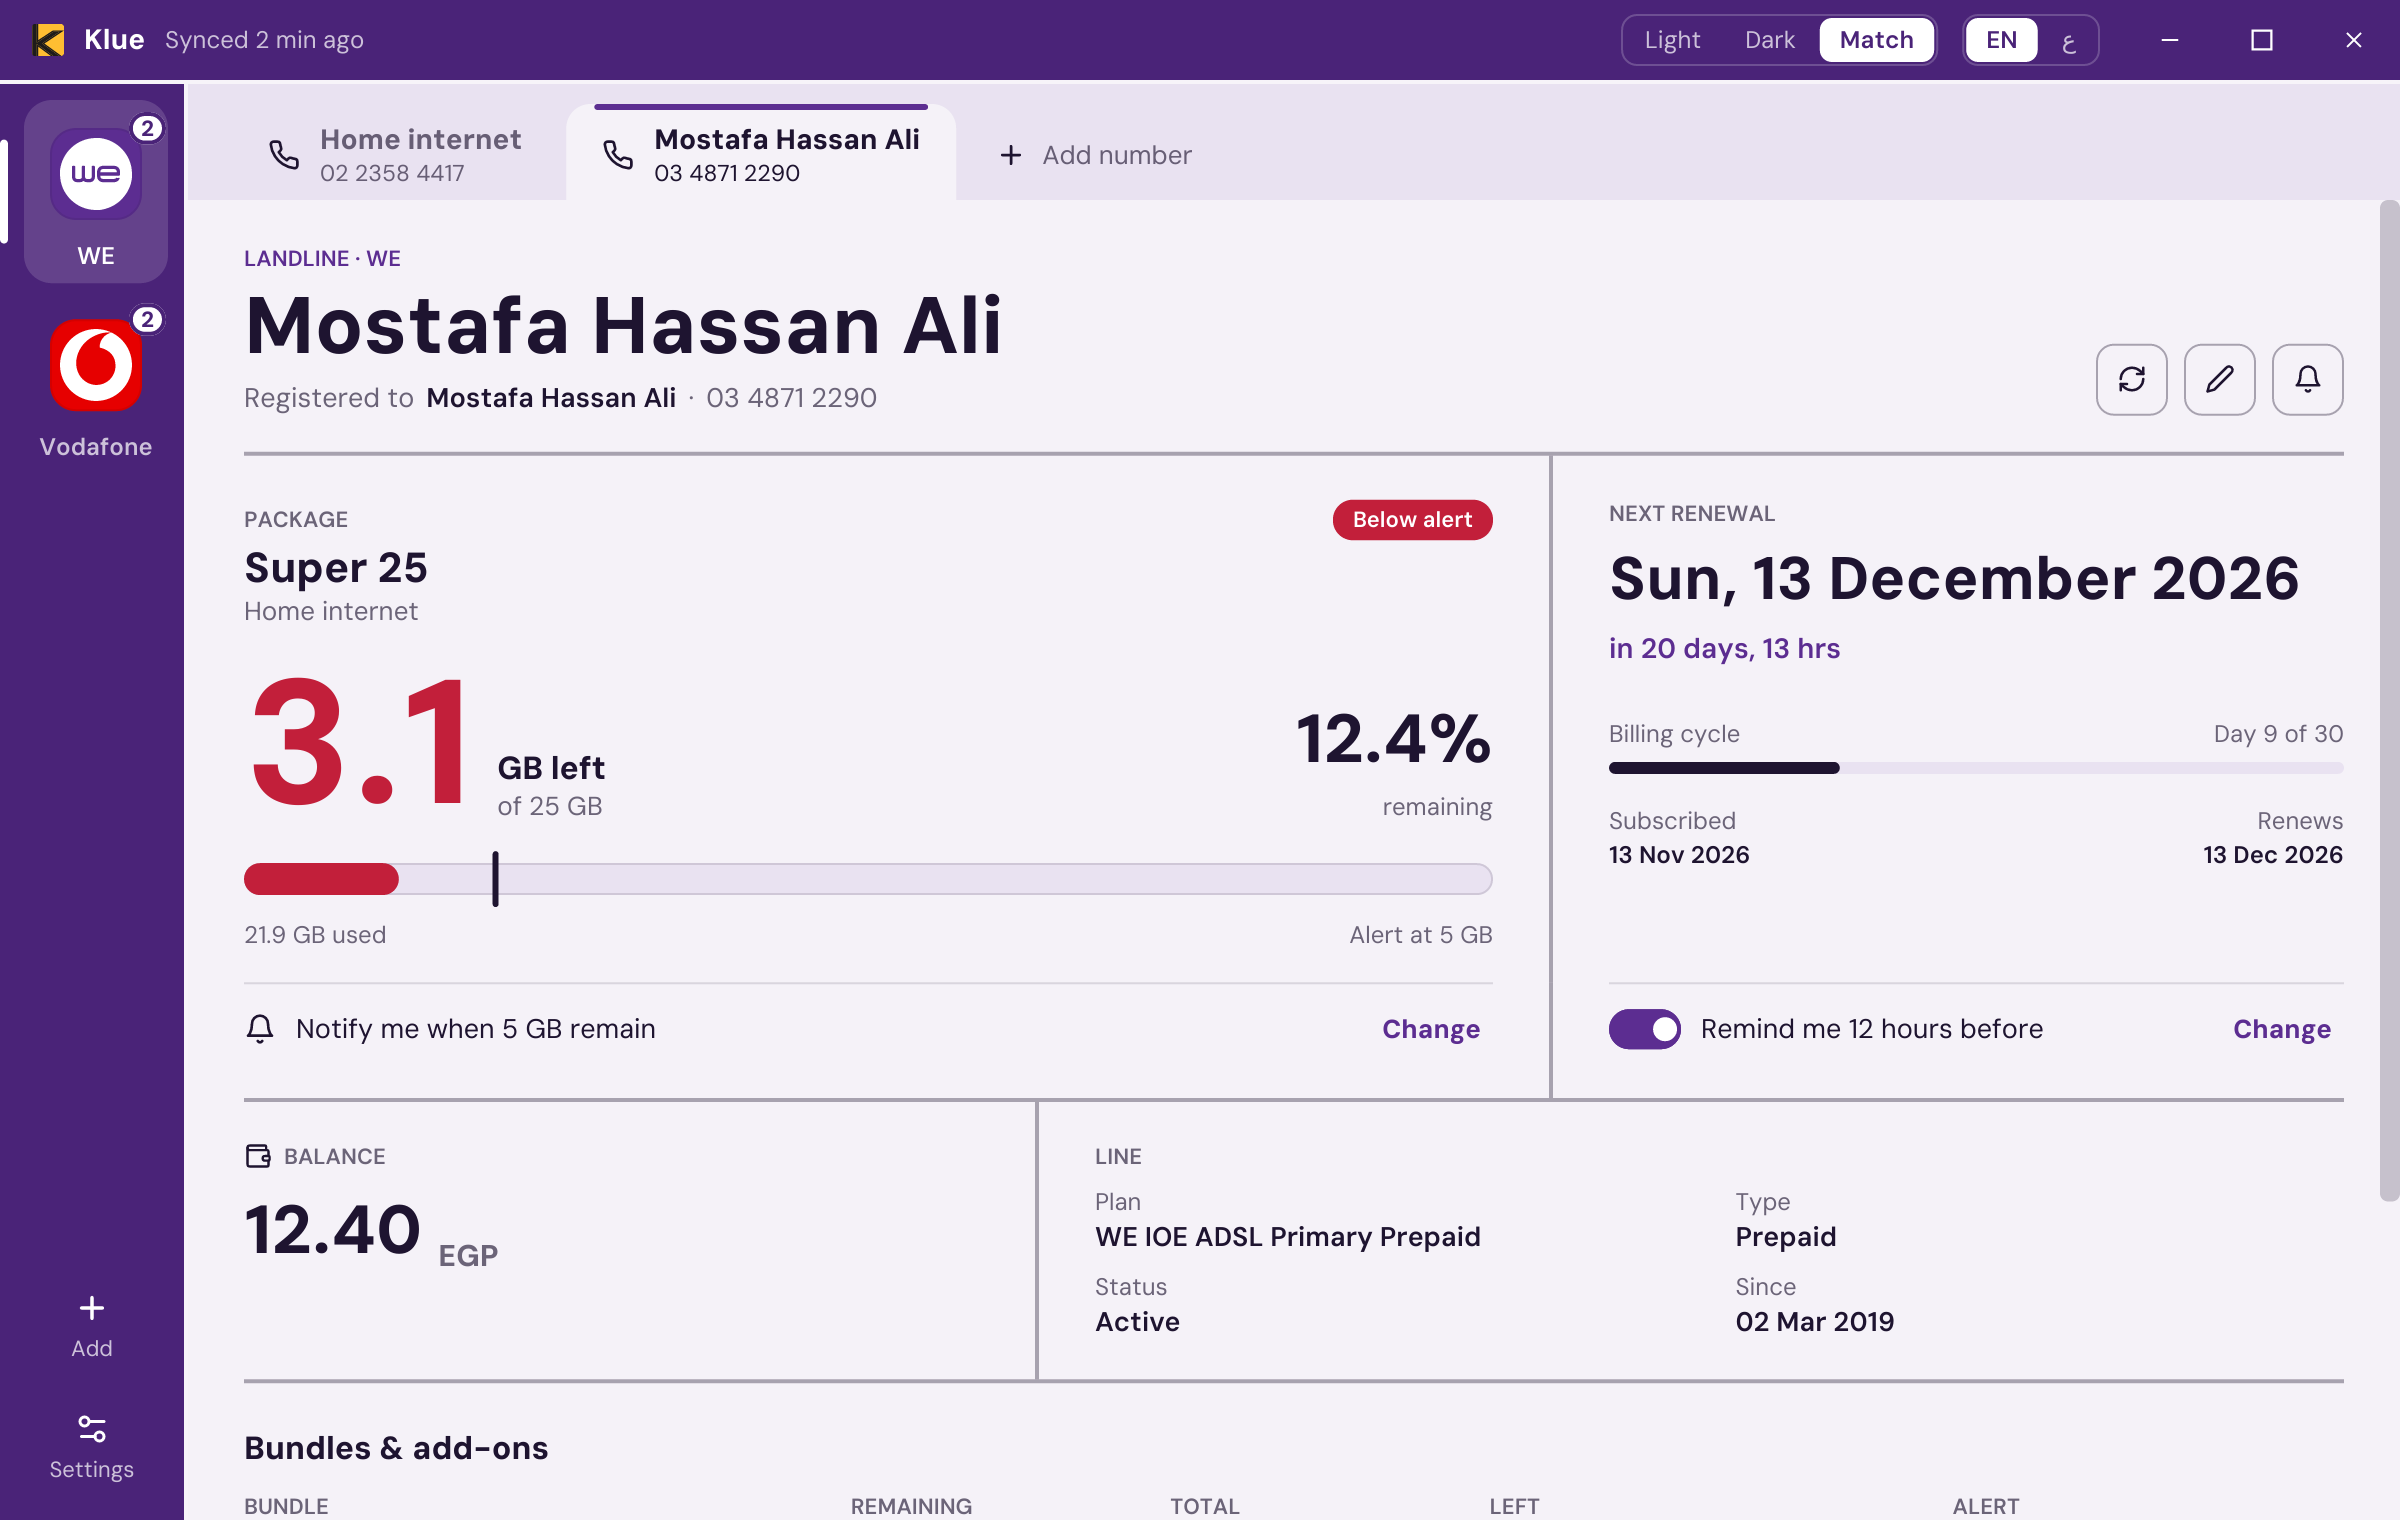 Klue Synced 2 min ago
Light Dark Match EN ع
2
we
WE
2
Vodafone
Add
Settings
Home internet
02 2358 4417
Mostafa Hassan Ali
03 4871 2290
Add number
LANDLINE · WE
Mostafa Hassan Ali
Registered to Mostafa Hassan Ali · 03 4871 2290
PACKAGE
Below alert
Super 25
Home internet
3.1 GB left
of 25 GB
12.4%
remaining
21.9 GB used
Alert at 5 GB
Notify me when 5 GB remain
Change
NEXT RENEWAL
Sun, 13 December 2026
in 20 days, 13 hrs
Billing cycle
Day 9 of 30
Subscribed
13 Nov 2026
Renews
13 Dec 2026
Remind me 12 hours before
Change
BALANCE
12.40 EGP
LINE
Plan
WE IOE ADSL Primary Prepaid
Type
Prepaid
Status
Active
Since
02 Mar 2019
Bundles & add-ons
BUNDLE REMAINING TOTAL LEFT ALERT